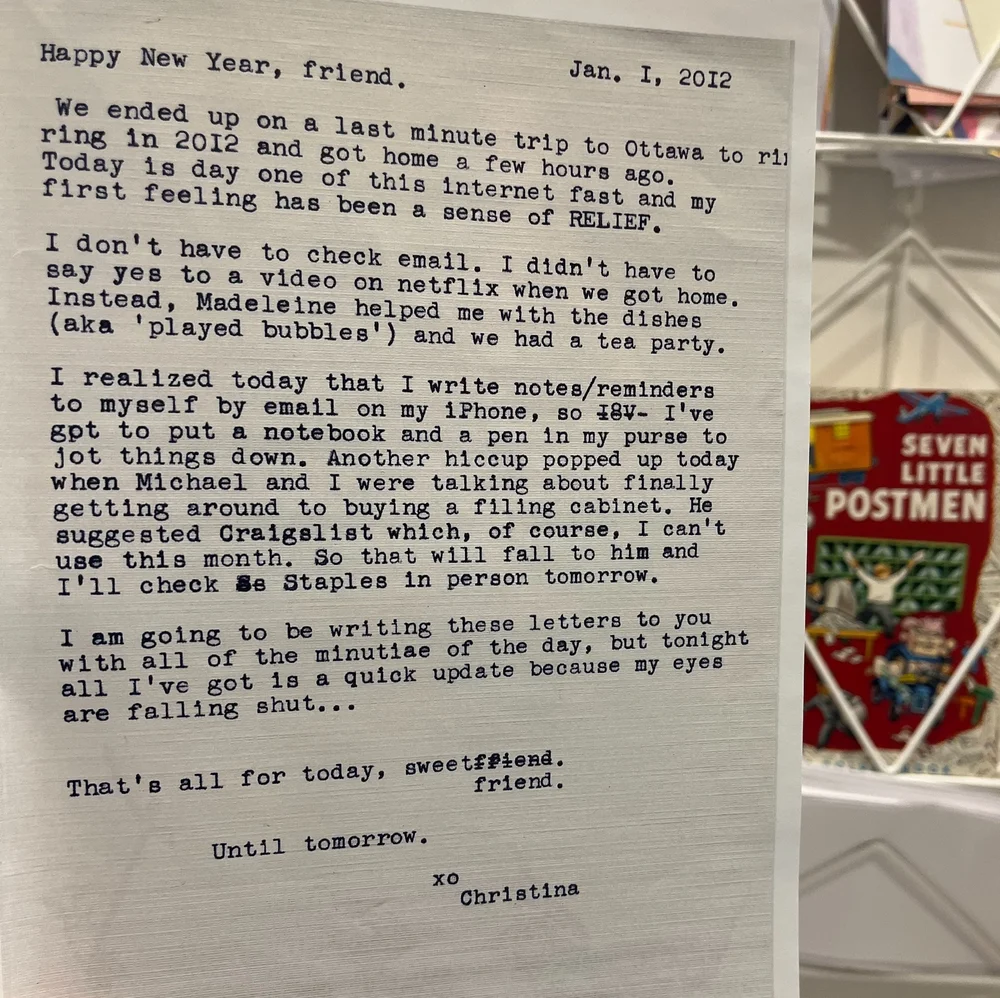 Happy New Year, friend. Jan. I, 20I2
We ended up on a last minute trip to Ottawa to rin
ring in 20I2 and got home a few hours ago.
Today is day one of this internet fast and my
first feeling has been a sense of RELIEF.
I don't have to check email. I didn't have to
say yes to a video on netflix when we got home.
Instead, Madeleine helped me with the dishes
(aka 'played bubbles') and we had a tea party.
I realized today that I write notes/reminders
to myself by email on my iPhone, so I8V- I've
gpt to put a notebook and a pen in my purse to
jot things down. Another hiccup popped up today
when Michael and I were talking about finally
getting around to buying a filing cabinet. He
suggested Craigslist which, of course, I can't
use this month. So that will fall to him and
I'll check Ss Staples in person tomorrow.
I am going to be writing these letters to you
with all of the minutiae of the day, but tonight
all I've got is a quick update because my eyes
are falling shut...
That's all for today, sweetffiend.
friend.
Until tomorrow.
xo
Christina
SEVEN
LITTLE
POSTMEN